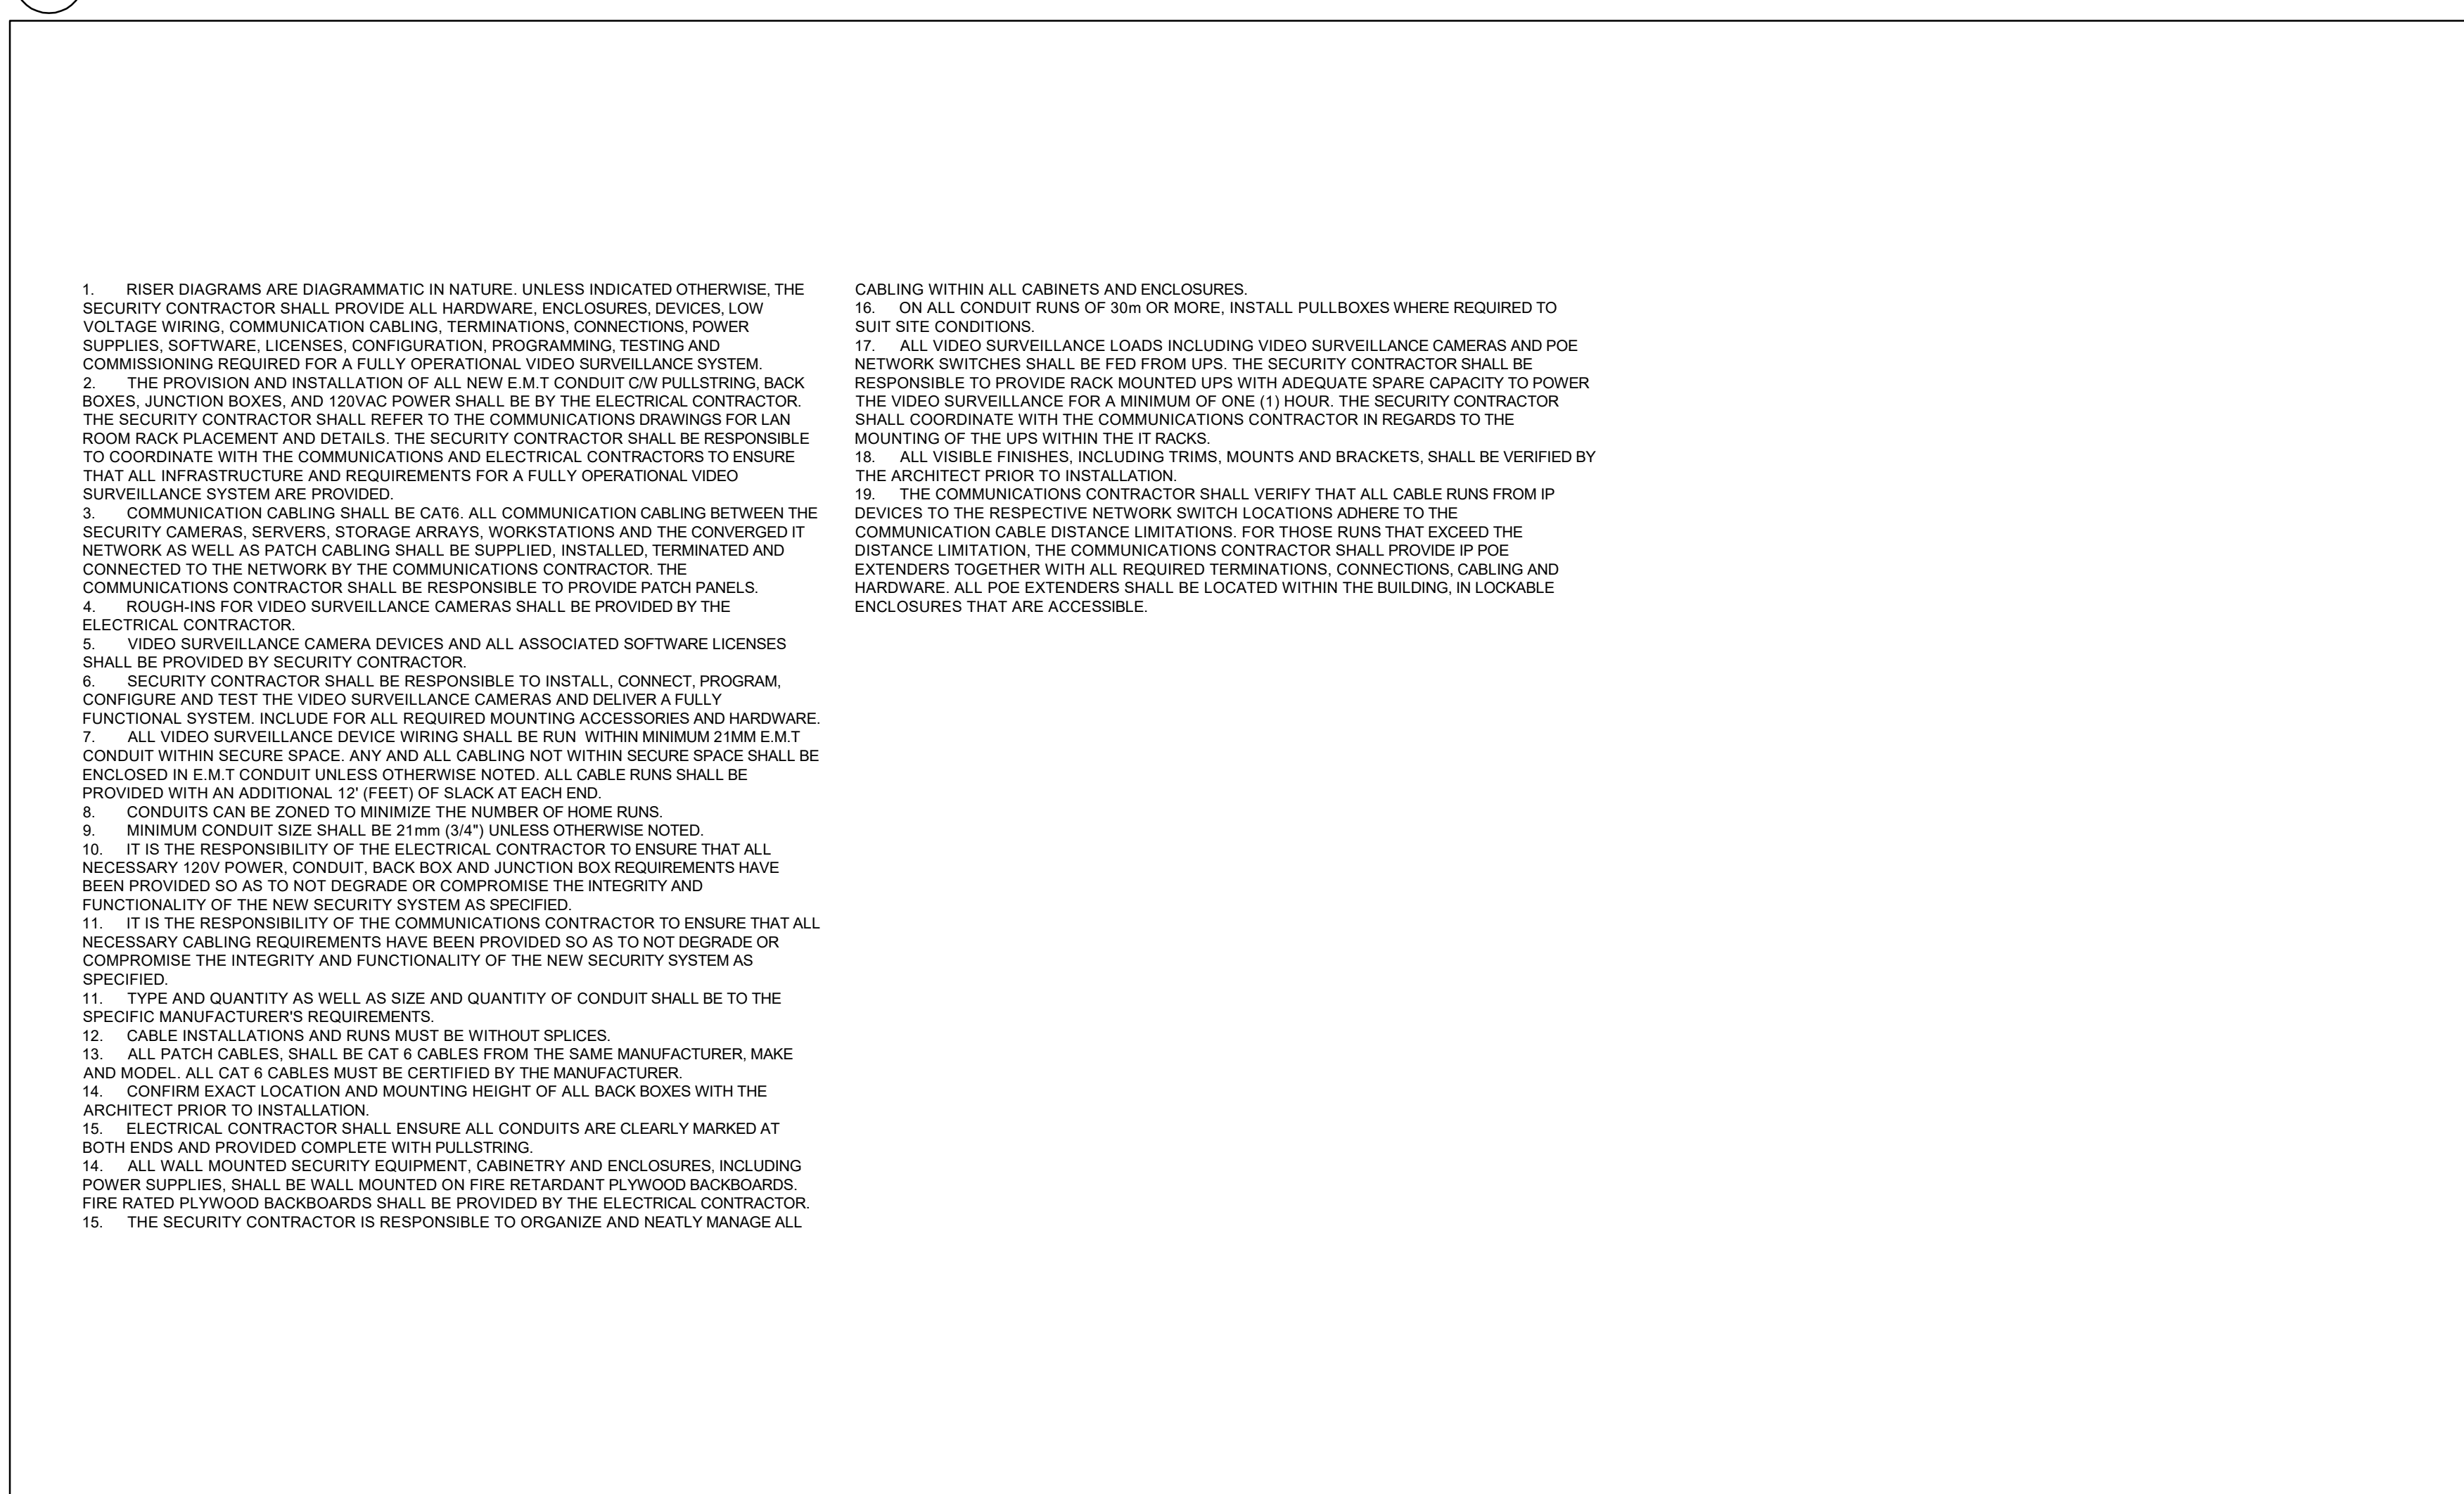 1. RISER DIAGRAMS ARE DIAGRAMMATIC IN NATURE. UNLESS INDICATED OTHERWISE, THE
SECURITY CONTRACTOR SHALL PROVIDE ALL HARDWARE, ENCLOSURES, DEVICES, LOW
VOLTAGE WIRING, COMMUNICATION CABLING, TERMINATIONS, CONNECTIONS, POWER
SUPPLIES, SOFTWARE, LICENSES, CONFIGURATION, PROGRAMMING, TESTING AND
COMMISSIONING REQUIRED FOR A FULLY OPERATIONAL VIDEO SURVEILLANCE SYSTEM.
2. THE PROVISION AND INSTALLATION OF ALL NEW E.M.T CONDUIT C/W PULLSTRING, BACK
BOXES, JUNCTION BOXES, AND 120VAC POWER SHALL BE BY THE ELECTRICAL CONTRACTOR.
THE SECURITY CONTRACTOR SHALL REFER TO THE COMMUNICATIONS DRAWINGS FOR LAN
ROOM RACK PLACEMENT AND DETAILS. THE SECURITY CONTRACTOR SHALL BE RESPONSIBLE
TO COORDINATE WITH THE COMMUNICATIONS AND ELECTRICAL CONTRACTORS TO ENSURE
THAT ALL INFRASTRUCTURE AND REQUIREMENTS FOR A FULLY OPERATIONAL VIDEO
SURVEILLANCE SYSTEM ARE PROVIDED.
3. COMMUNICATION CABLING SHALL BE CAT6. ALL COMMUNICATION CABLING BETWEEN THE
SECURITY CAMERAS, SERVERS, STORAGE ARRAYS, WORKSTATIONS AND THE CONVERGED IT
NETWORK AS WELL AS PATCH CABLING SHALL BE SUPPLIED, INSTALLED, TERMINATED AND
CONNECTED TO THE NETWORK BY THE COMMUNICATIONS CONTRACTOR. THE
COMMUNICATIONS CONTRACTOR SHALL BE RESPONSIBLE TO PROVIDE PATCH PANELS.
4. ROUGH-INS FOR VIDEO SURVEILLANCE CAMERAS SHALL BE PROVIDED BY THE
ELECTRICAL CONTRACTOR.
5. VIDEO SURVEILLANCE CAMERA DEVICES AND ALL ASSOCIATED SOFTWARE LICENSES
SHALL BE PROVIDED BY SECURITY CONTRACTOR.
6. SECURITY CONTRACTOR SHALL BE RESPONSIBLE TO INSTALL, CONNECT, PROGRAM,
CONFIGURE AND TEST THE VIDEO SURVEILLANCE CAMERAS AND DELIVER A FULLY
FUNCTIONAL SYSTEM. INCLUDE FOR ALL REQUIRED MOUNTING ACCESSORIES AND HARDWARE.
7. ALL VIDEO SURVEILLANCE DEVICE WIRING SHALL BE RUN WITHIN MINIMUM 21MM E.M.T
CONDUIT WITHIN SECURE SPACE. ANY AND ALL CABLING NOT WITHIN SECURE SPACE SHALL BE
ENCLOSED IN E.M.T CONDUIT UNLESS OTHERWISE NOTED. ALL CABLE RUNS SHALL BE
PROVIDED WITH AN ADDITIONAL 12' (FEET) OF SLACK AT EACH END.
8. CONDUITS CAN BE ZONED TO MINIMIZE THE NUMBER OF HOME RUNS.
9. MINIMUM CONDUIT SIZE SHALL BE 21mm (3/4") UNLESS OTHERWISE NOTED.
10. IT IS THE RESPONSIBILITY OF THE ELECTRICAL CONTRACTOR TO ENSURE THAT ALL
NECESSARY 120V POWER, CONDUIT, BACK BOX AND JUNCTION BOX REQUIREMENTS HAVE
BEEN PROVIDED SO AS TO NOT DEGRADE OR COMPROMISE THE INTEGRITY AND
FUNCTIONALITY OF THE NEW SECURITY SYSTEM AS SPECIFIED.
11. IT IS THE RESPONSIBILITY OF THE COMMUNICATIONS CONTRACTOR TO ENSURE THAT ALL
NECESSARY CABLING REQUIREMENTS HAVE BEEN PROVIDED SO AS TO NOT DEGRADE OR
COMPROMISE THE INTEGRITY AND FUNCTIONALITY OF THE NEW SECURITY SYSTEM AS
SPECIFIED.
11. TYPE AND QUANTITY AS WELL AS SIZE AND QUANTITY OF CONDUIT SHALL BE TO THE
SPECIFIC MANUFACTURER'S REQUIREMENTS.
12. CABLE INSTALLATIONS AND RUNS MUST BE WITHOUT SPLICES.
13. ALL PATCH CABLES, SHALL BE CAT 6 CABLES FROM THE SAME MANUFACTURER, MAKE
AND MODEL. ALL CAT 6 CABLES MUST BE CERTIFIED BY THE MANUFACTURER.
14. CONFIRM EXACT LOCATION AND MOUNTING HEIGHT OF ALL BACK BOXES WITH THE
ARCHITECT PRIOR TO INSTALLATION.
15. ELECTRICAL CONTRACTOR SHALL ENSURE ALL CONDUITS ARE CLEARLY MARKED AT
BOTH ENDS AND PROVIDED COMPLETE WITH PULLSTRING.
14. ALL WALL MOUNTED SECURITY EQUIPMENT, CABINETRY AND ENCLOSURES, INCLUDING
POWER SUPPLIES, SHALL BE WALL MOUNTED ON FIRE RETARDANT PLYWOOD BACKBOARDS.
FIRE RATED PLYWOOD BACKBOARDS SHALL BE PROVIDED BY THE ELECTRICAL CONTRACTOR.
15. THE SECURITY CONTRACTOR IS RESPONSIBLE TO ORGANIZE AND NEATLY MANAGE ALL
CABLING WITHIN ALL CABINETS AND ENCLOSURES.
16. ON ALL CONDUIT RUNS OF 30m OR MORE, INSTALL PULLBOXES WHERE REQUIRED TO
SUIT SITE CONDITIONS.
17. ALL VIDEO SURVEILLANCE LOADS INCLUDING VIDEO SURVEILLANCE CAMERAS AND POE
NETWORK SWITCHES SHALL BE FED FROM UPS. THE SECURITY CONTRACTOR SHALL BE
RESPONSIBLE TO PROVIDE RACK MOUNTED UPS WITH ADEQUATE SPARE CAPACITY TO POWER
THE VIDEO SURVEILLANCE FOR A MINIMUM OF ONE (1) HOUR. THE SECURITY CONTRACTOR
SHALL COORDINATE WITH THE COMMUNICATIONS CONTRACTOR IN REGARDS TO THE
MOUNTING OF THE UPS WITHIN THE IT RACKS.
18. ALL VISIBLE FINISHES, INCLUDING TRIMS, MOUNTS AND BRACKETS, SHALL BE VERIFIED BY
THE ARCHITECT PRIOR TO INSTALLATION.
19. THE COMMUNICATIONS CONTRACTOR SHALL VERIFY THAT ALL CABLE RUNS FROM IP
DEVICES TO THE RESPECTIVE NETWORK SWITCH LOCATIONS ADHERE TO THE
COMMUNICATION CABLE DISTANCE LIMITATIONS. FOR THOSE RUNS THAT EXCEED THE
DISTANCE LIMITATION, THE COMMUNICATIONS CONTRACTOR SHALL PROVIDE IP POE
EXTENDERS TOGETHER WITH ALL REQUIRED TERMINATIONS, CONNECTIONS, CABLING AND
HARDWARE. ALL POE EXTENDERS SHALL BE LOCATED WITHIN THE BUILDING, IN LOCKABLE
ENCLOSURES THAT ARE ACCESSIBLE.